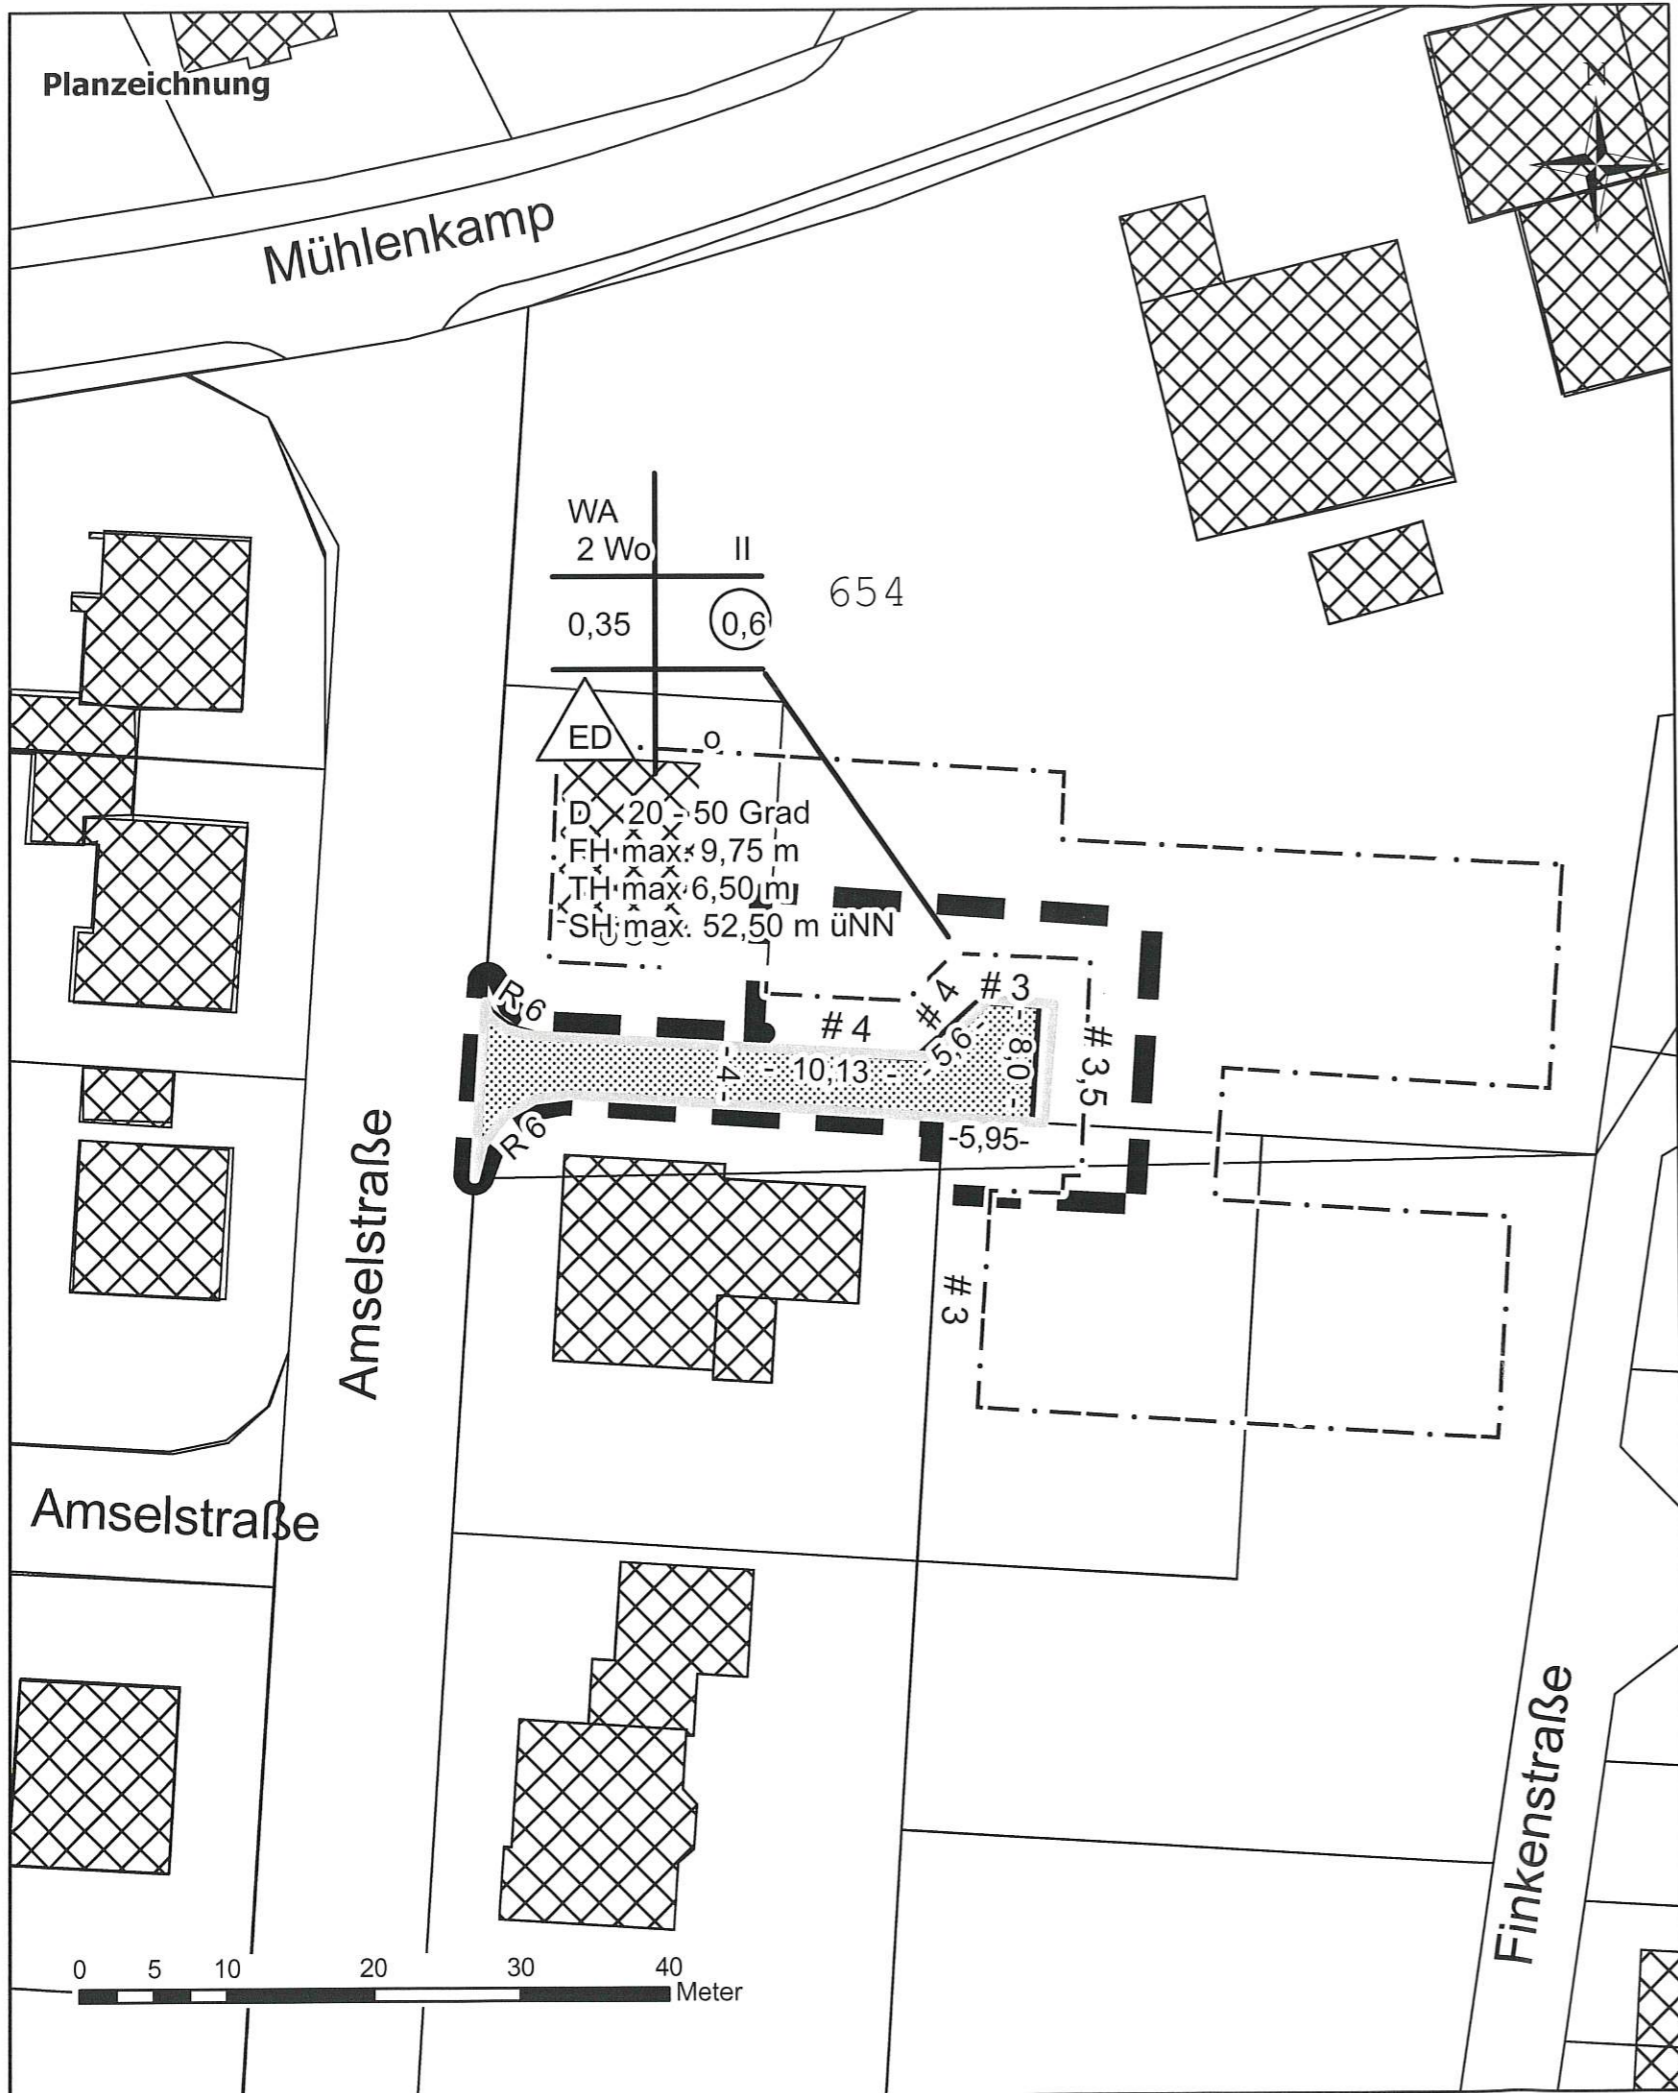 Planzeichnung
N
Mühlenkamp
WA
2 Wo
II
654
0,35
0,6
ED
o
D 20 - 50 Grad
FH max. 9,75 m
TH max 6,50 m
SH max. 52,50 m üNN
R 6
# 4
# 4
# 3
- 4 -
- 10,13 -
- 5,6 -
- 8,0 -
# 3,5
R 6
-5,95-
# 3
Amselstraße
Amselstraße
Finkenstraße
0 5 10 20 30 40
Meter